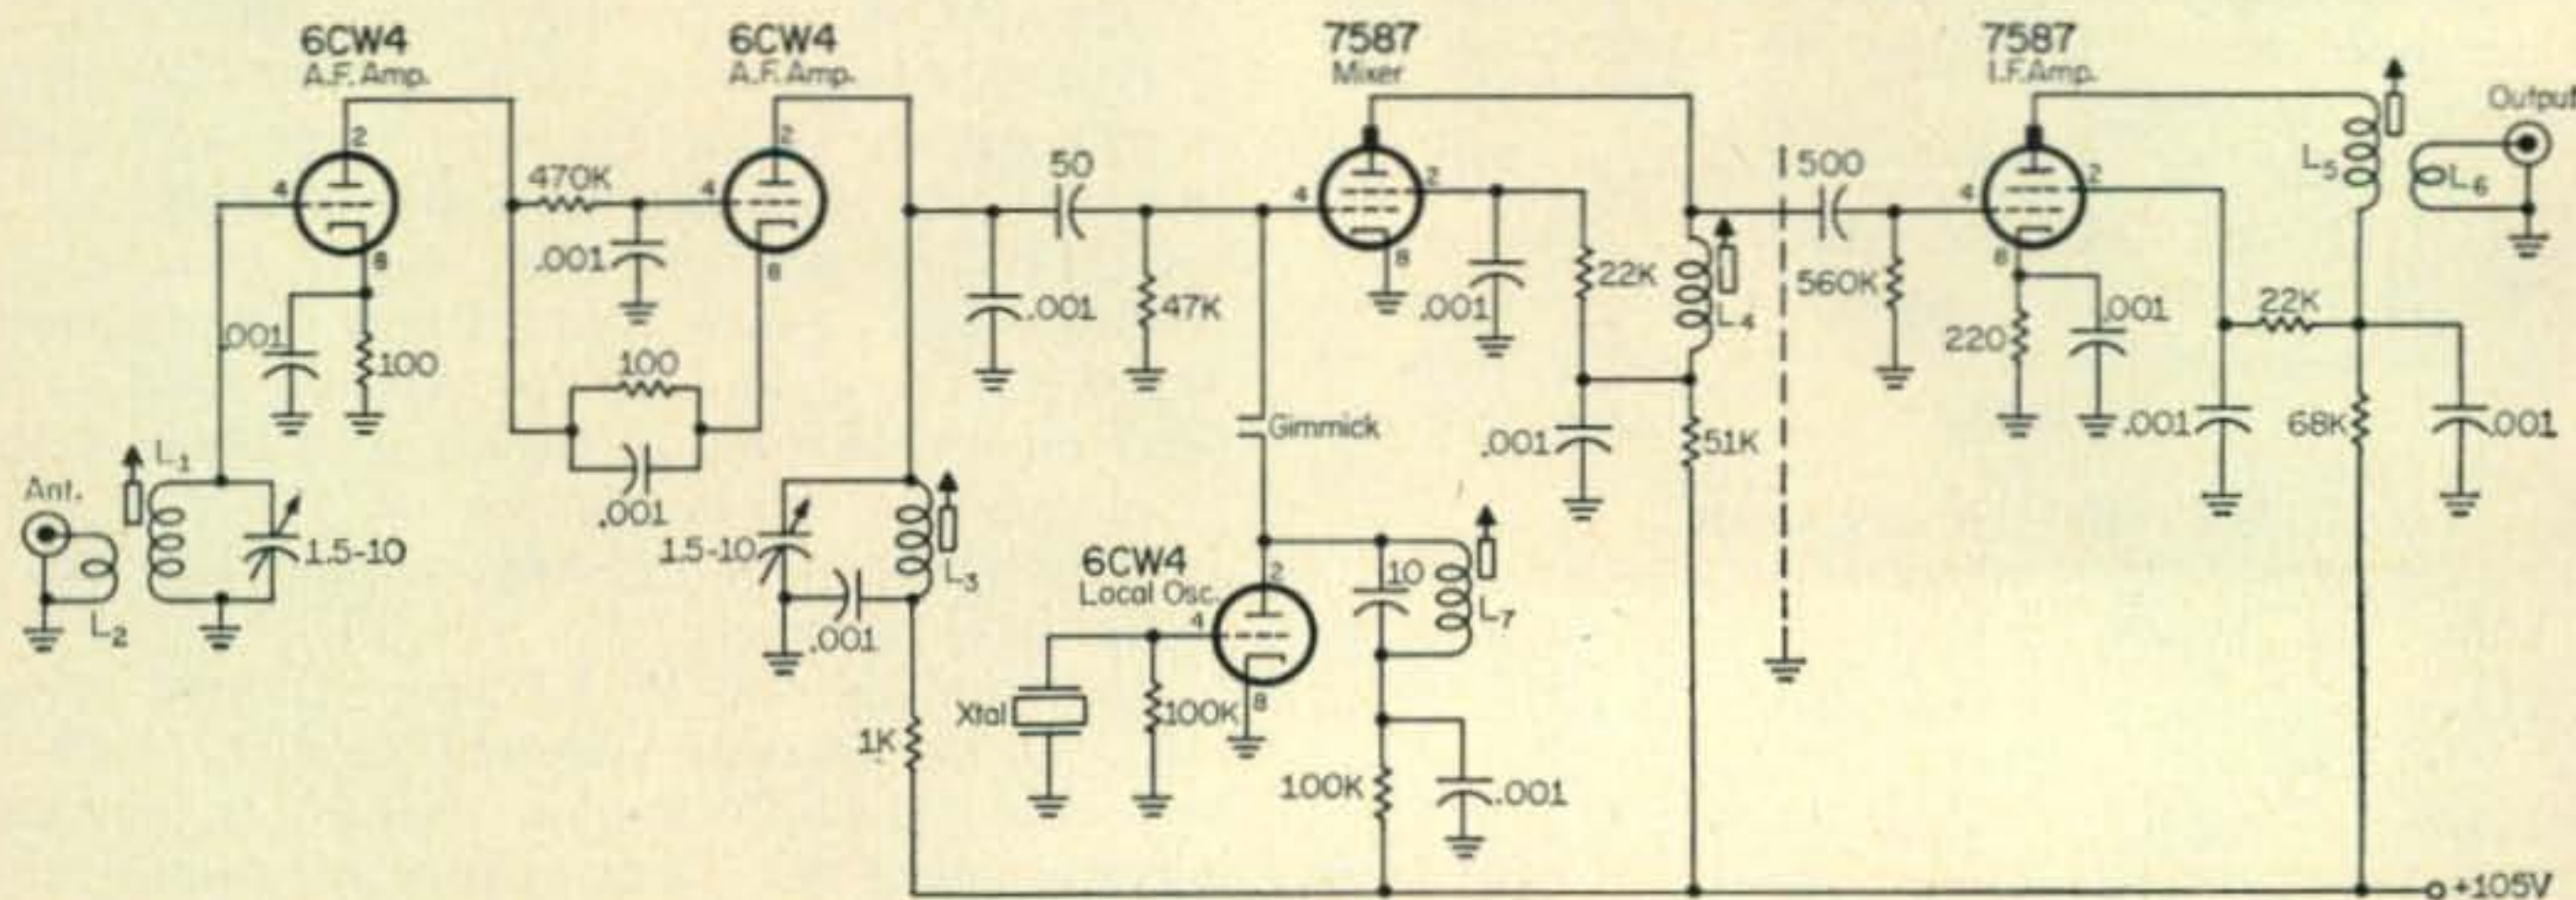 6CW4
A.F. Amp.
6CW4
A.F. Amp.
7587
Mixer
7587
I.F. Amp.
Output
2
2
470K
50
500
4
4
4
2
4
2
L5
L6
.001
8
8
.001
47K
8
.001
22K
L4
560K
8
.001
220
22K
.001
100
100
Gimmick
.001
51K
.001
68K
.001
Ant.
L1
.001
1.5-10
1.5-10
L3
L2
.001
6CW4
Local Osc.
2
10
L7
4
8
Xtal
100K
1K
100K
.001
+105V